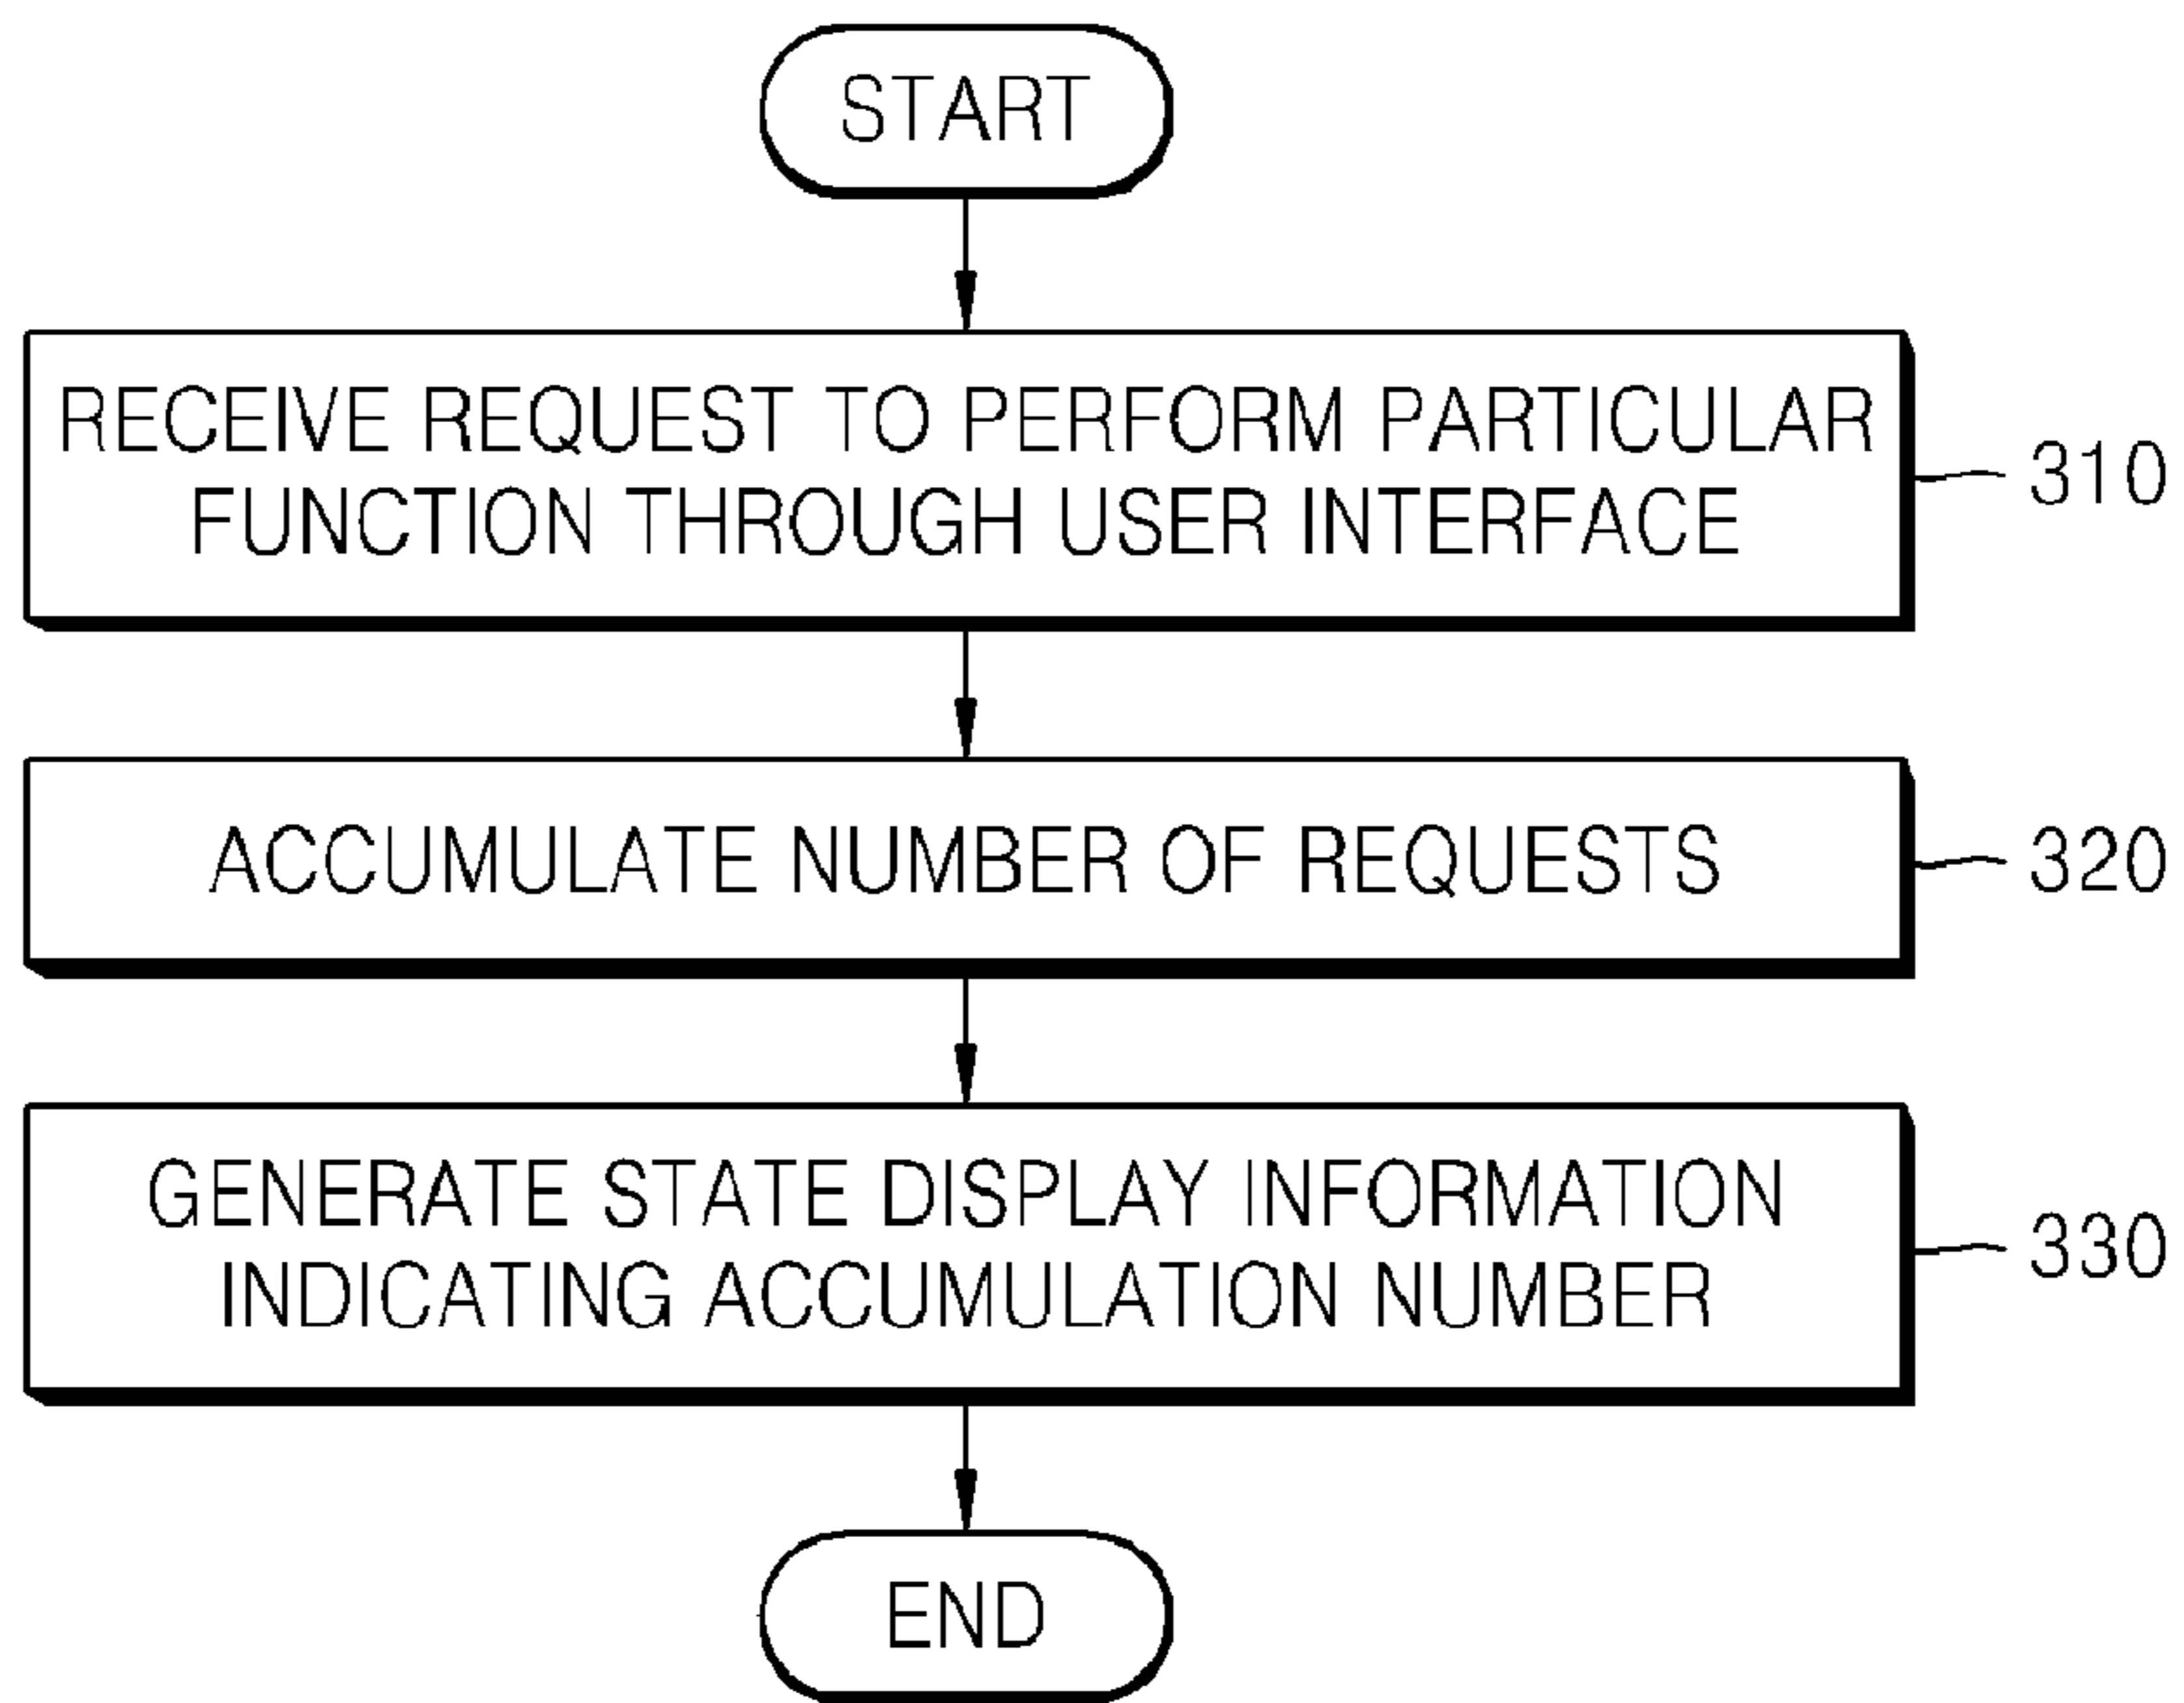 START
RECEIVE REQUEST TO PERFORM PARTICULAR
FUNCTION THROUGH USER INTERFACE
310
ACCUMULATE NUMBER OF REQUESTS
320
GENERATE STATE DISPLAY INFORMATION
INDICATING ACCUMULATION NUMBER
330
END